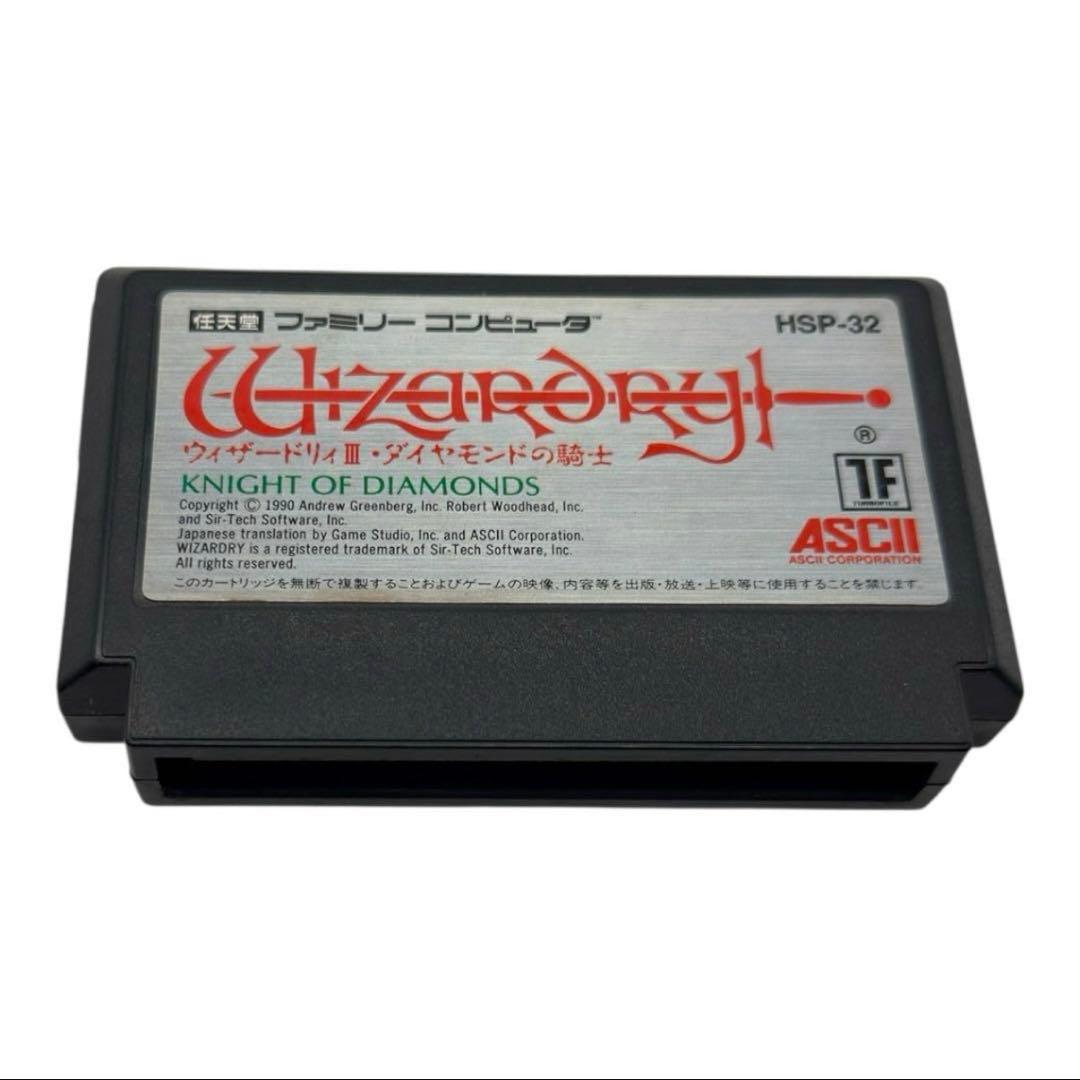 任天堂 ファミリー コンピュータ™ HSP-32
Wizardry
®
ウィザードリィIII・ダイヤモンドの騎士
KNIGHT OF DIAMONDS
Copyright © 1990 Andrew Greenberg, Inc. Robert Woodhead, Inc.
and Sir-Tech Software, Inc.
Japanese translation by Game Studio, Inc. and ASCII Corporation.
WIZARDRY is a registered trademark of Sir-Tech Software, Inc.
All rights reserved.
TF
TURBOFILE
ASCII
ASCII CORPORATION
このカートリッジを無断で複製することおよびゲームの映像、内容等を出版・放送・上映等に使用することを禁じます。